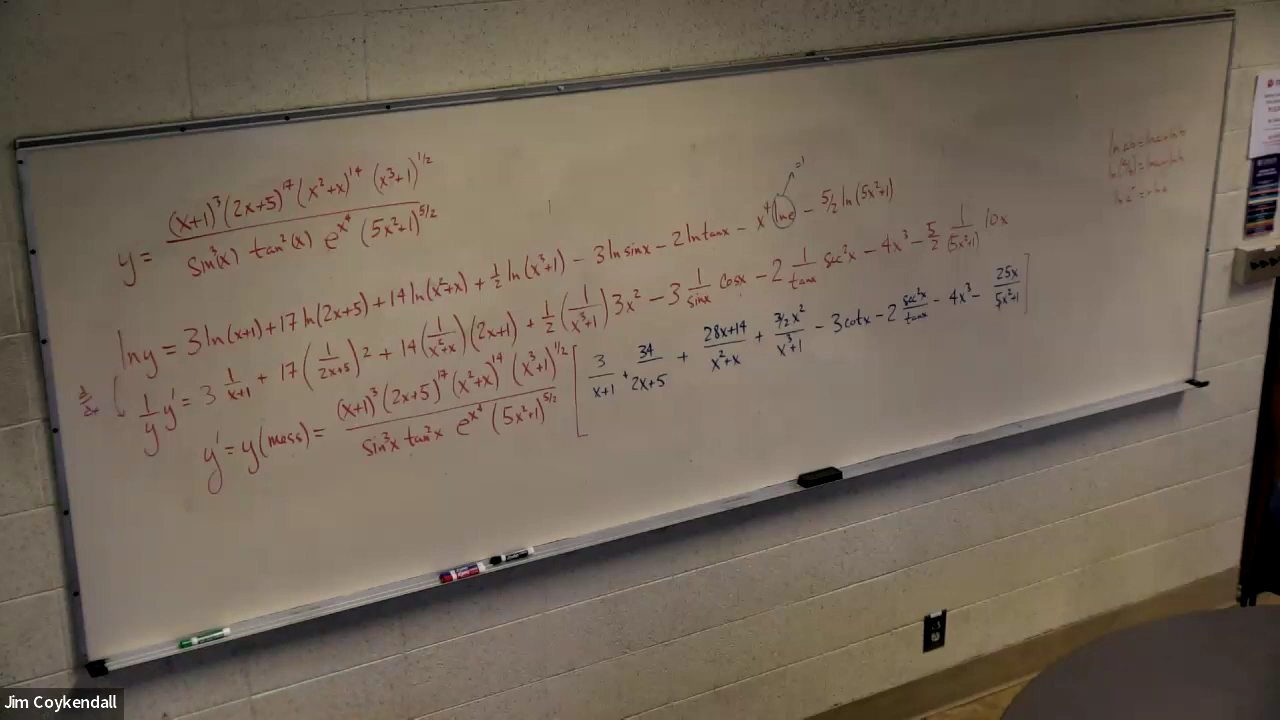 y = (x+1)^3 (2x+5)^17 (x^2+x)^14 (x^3+1)^1/2 / sin^3(x) tan^2(x) e^x^4 (5x^2+1)^5/2
ln y = 3 ln(x+1) + 17 ln(2x+5) + 14 ln(x^2+x) + 1/2 ln(x^3+1) - 3 ln sinx - 2 ln tanx - x^4 ln e - 5/2 ln(5x^2+1)
=1
d/dx
1/y y' = 3 1/x+1 + 17 (1/2x+5) 2 + 14 (1/x^2+x)(2x+1) + 1/2 (1/x^3+1) 3x^2 - 3 1/sinx cosx - 2 1/tanx sec^2x - 4x^3 - 5/2 1/(5x^2+1) 10x
y' = y(mess) = (x+1)^3 (2x+5)^17 (x^2+x)^14 (x^3+1)^1/2 / sin^3x tan^2x e^x^4 (5x^2+1)^5/2 [ 3/x+1 + 34/2x+5 + 28x+14/x^2+x + 3/2x^2/x^3+1 - 3cotx - 2 sec^2x/tanx - 4x^3 - 25x/5x^2+1 ]
Jim Coykendall